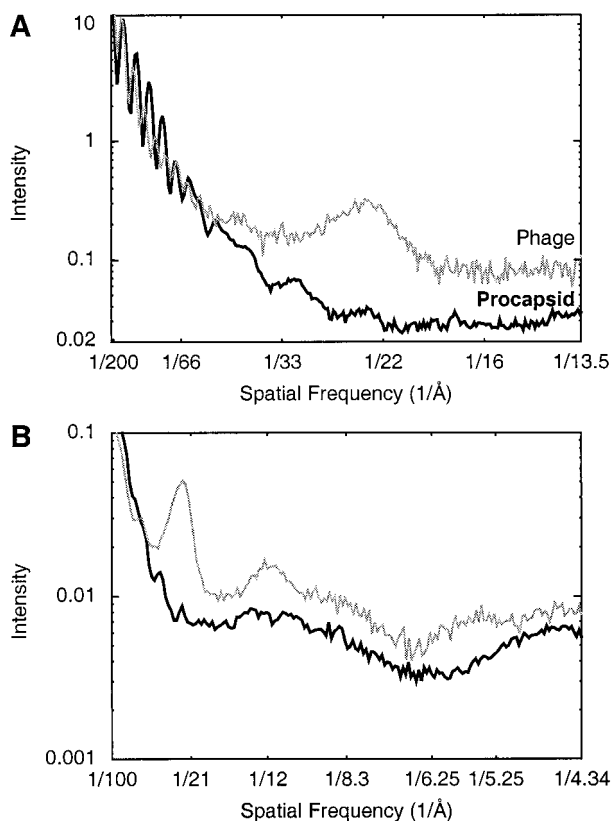 A
10
1
0.1
0.02
Intensity
Phage
Procapsid
1/200 1/66 1/33 1/22 1/16 1/13.5
Spatial Frequency (1/Å)
B
0.1
0.01
0.001
Intensity
1/100 1/21 1/12 1/8.3 1/6.25 1/5.25 1/4.34
Spatial Frequency (1/Å)